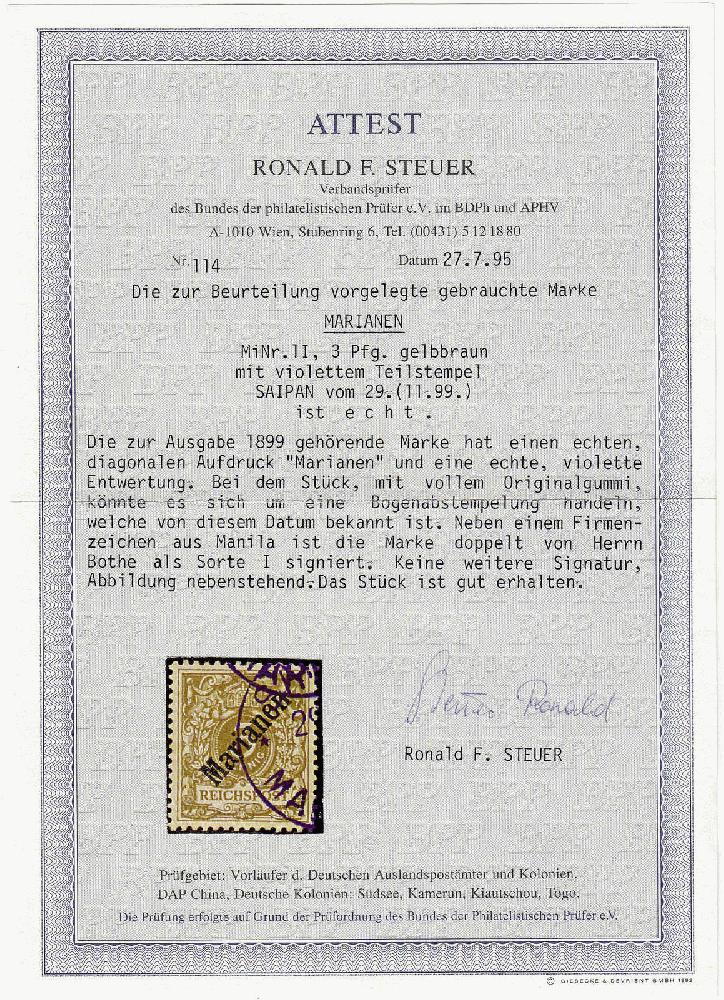 ATTEST
RONALD F. STEUER
Verbandsprüfer
des Bundes der philatelistischen Prüfer e.V. im BDPh und APHV
A-1010 Wien, Stubenring 6, Tel. (00431) 5 12 18 80
Nr. 114 Datum 27.7.95
Die zur Beurteilung vorgelegte gebrauchte Marke
MARIANEN
MiNr.1I, 3 Pfg. gelbbraun
mit violettem Teilstempel
SAIPAN vom 29.(11.99.)
ist e c h t .
Die zur Ausgabe 1899 gehörende Marke hat einen echten,
diagonalen Aufdruck "Marianen" und eine echte, violette
Entwertung. Bei dem Stück, mit vollem Originalgummi,
könnte es sich um eine Bogenabstempelung handeln,
welche von diesem Datum bekannt ist. Neben einem Firmen-
zeichen aus Manila ist die Marke doppelt von Herrn
Bothe als Sorte I signiert. Keine weitere Signatur,
Abbildung nebenstehend.Das Stück ist gut erhalten.
Marianen
29
MA
REICHSPOST
Ronald F. STEUER
Prüfgebiet: Vorläufer d. Deutschen Auslandspostämter und Kolonien,
DAP China, Deutsche Kolonien: Südsee, Kamerun, Kiautschou, Togo.
Die Prüfung erfolgte auf Grund der Prüfordnung des Bundes der Philatelistischen Prüfer e.V.
© GIESECKE & DEVRIENT GMBH